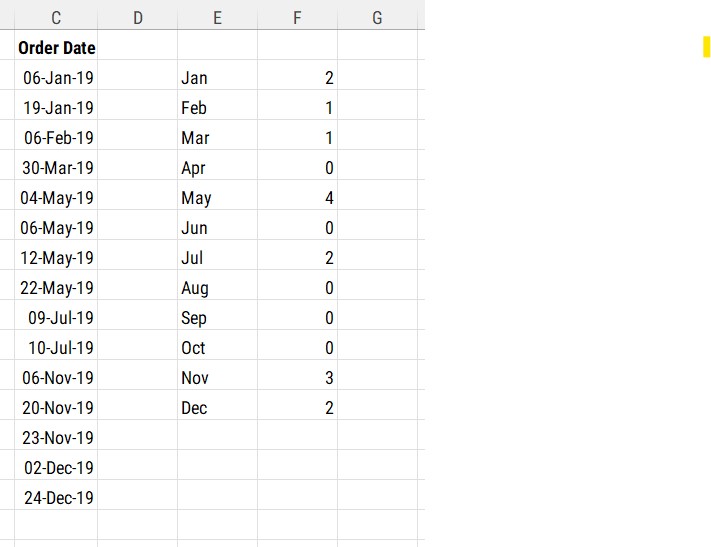 C D E F G
Order Date
06-Jan-19 Jan 2
19-Jan-19 Feb 1
06-Feb-19 Mar 1
30-Mar-19 Apr 0
04-May-19 May 4
06-May-19 Jun 0
12-May-19 Jul 2
22-May-19 Aug 0
09-Jul-19 Sep 0
10-Jul-19 Oct 0
06-Nov-19 Nov 3
20-Nov-19 Dec 2
23-Nov-19
02-Dec-19
24-Dec-19